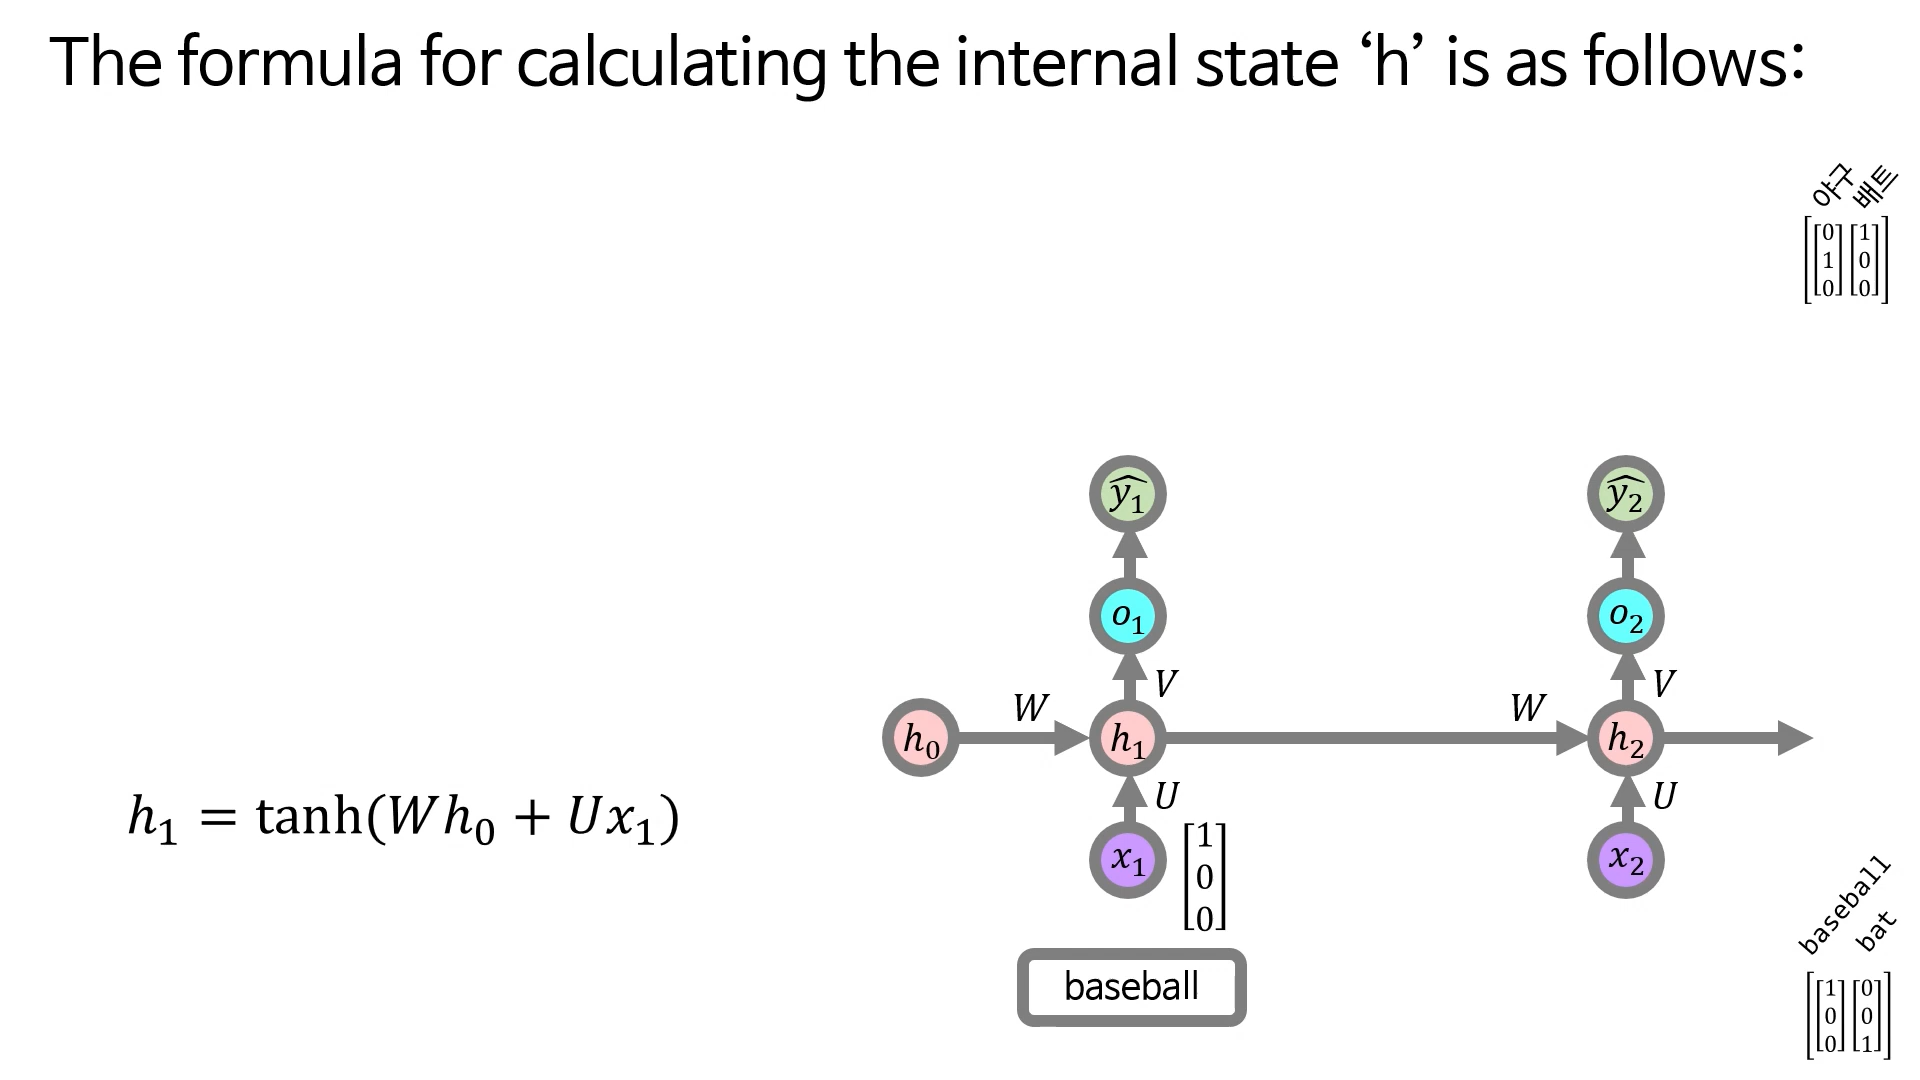 The formula for calculating the internal state ‘h’ is as follows:
야구 배트
[[0 1 0] [1 0 0]]
ŷ₁ ŷ₂
o₁ o₂
V V
W W
h₀ h₁ h₂
U U
h₁ = tanh(Wh₀ + Ux₁)
x₁ [1 0 0] x₂
baseball bat
baseball
[[1 0 0] [0 0 1]]